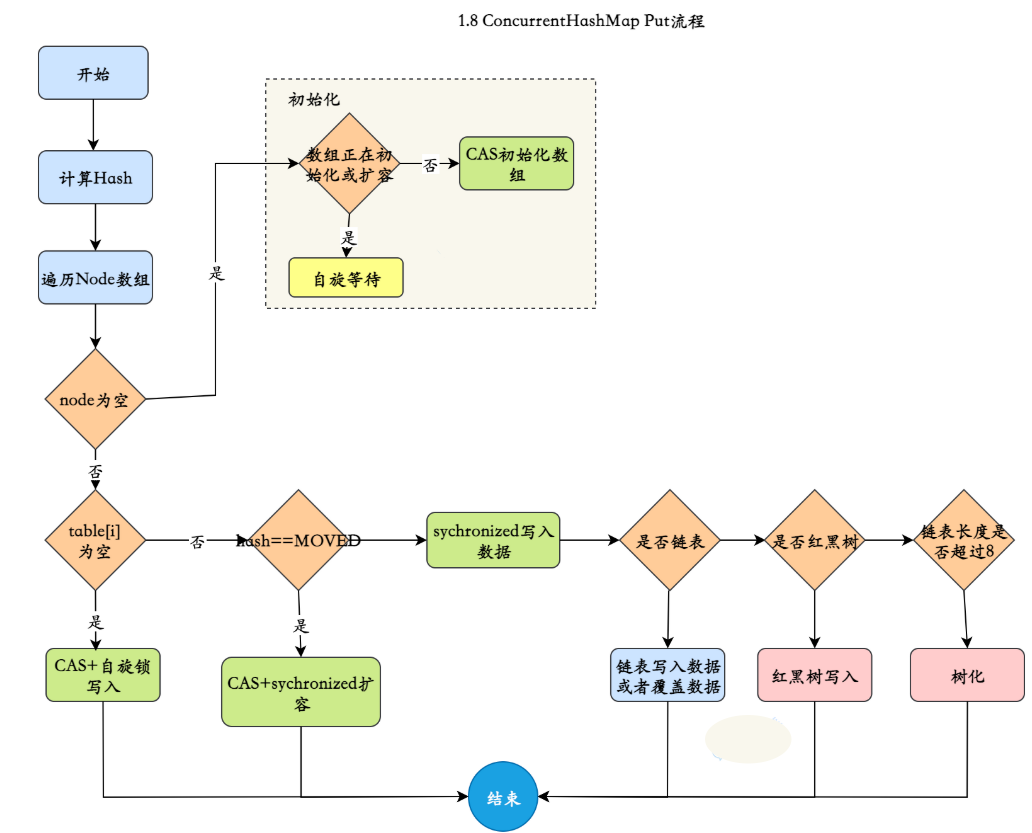 1.8 ConcurrentHashMap Put流程
开始
初始化
数组正在初
始化或扩容
否
CAS初始化数
组
计算Hash
是
自旋等待
遍历Node数组
是
node为空
否
table[i]
为空
否
hash==MOVED
sychronized写入
数据
是否链表
是否红黑树
链表长度是
否超过8
是
是
CAS+自旋锁
写入
CAS+sychronized扩
容
链表写入数据
或者覆盖数据
红黑树写入
树化
结束